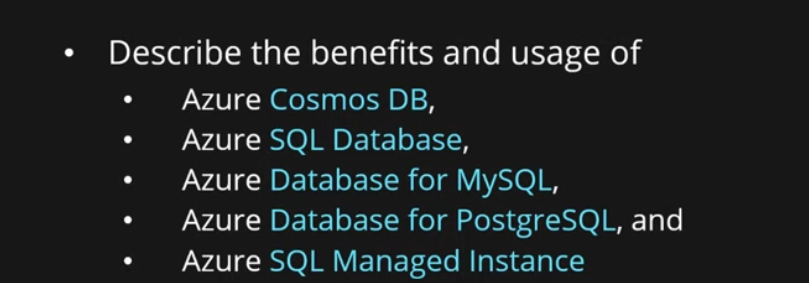 • Describe the benefits and usage of
• Azure Cosmos DB,
• Azure SQL Database,
• Azure Database for MySQL,
• Azure Database for PostgreSQL, and
• Azure SQL Managed Instance